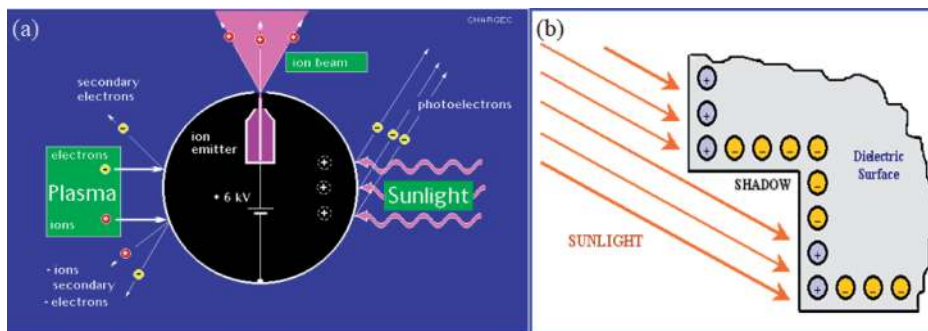 (a)
CHARGEC
ion beam
secondary
electrons
photoelectrons
ion
emitter
electrons
Plasma
ions
+ 6 kV
Sunlight
- ions
secondary
- electrons
(b)
SUNLIGHT
SHADOW
Dielectric
Surface